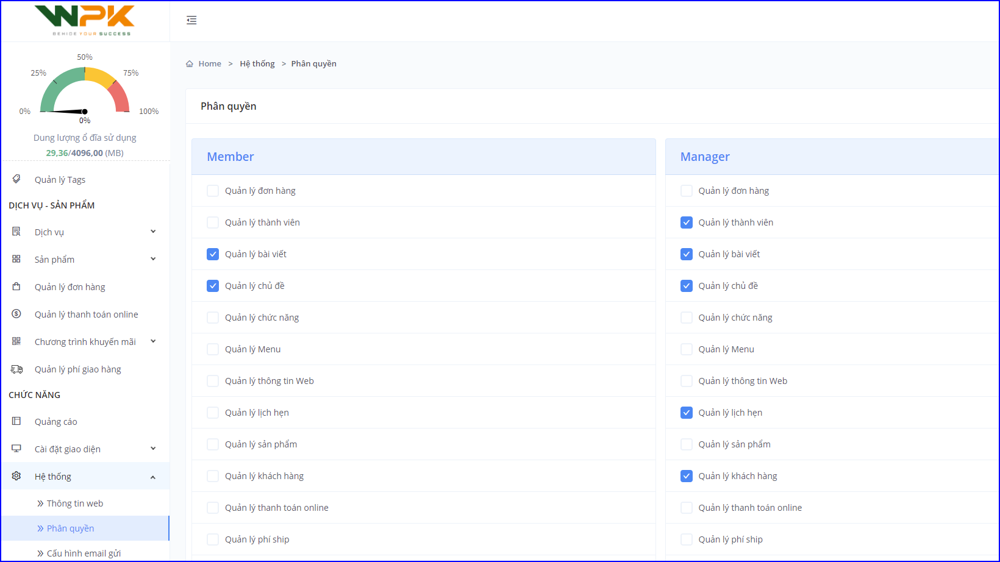 WPK
BEHIDE YOUR SUCCESS
50%
25%
75%
0%
100%
0%
Dung lượng ổ đĩa sử dụng
29,36/4096,00 (MB)
Quản lý Tags
DỊCH VỤ - SẢN PHẨM
Dịch vụ
Sản phẩm
Quản lý đơn hàng
Quản lý thanh toán online
Chương trình khuyến mãi
Quản lý phí giao hàng
CHỨC NĂNG
Quảng cáo
Cài đặt giao diện
Hệ thống
» Thông tin web
» Phân quyền
» Cấu hình email gửi
Home > Hệ thống > Phân quyền
Phân quyền
Member
Quản lý đơn hàng
Quản lý thành viên
Quản lý bài viết
Quản lý chủ đề
Quản lý chức năng
Quản lý Menu
Quản lý thông tin Web
Quản lý lịch hẹn
Quản lý sản phẩm
Quản lý khách hàng
Quản lý thanh toán online
Quản lý phí ship
Manager
Quản lý đơn hàng
Quản lý thành viên
Quản lý bài viết
Quản lý chủ đề
Quản lý chức năng
Quản lý Menu
Quản lý thông tin Web
Quản lý lịch hẹn
Quản lý sản phẩm
Quản lý khách hàng
Quản lý thanh toán online
Quản lý phí ship